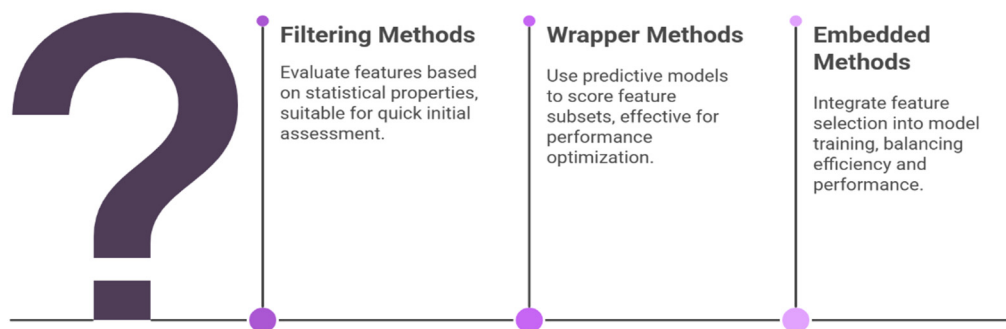 Filtering Methods
Evaluate features based
on statistical properties,
suitable for quick initial
assessment.
Wrapper Methods
Use predictive models
to score feature
subsets, effective for
performance
optimization.
Embedded
Methods
Integrate feature
selection into model
training, balancing
efficiency and
performance.